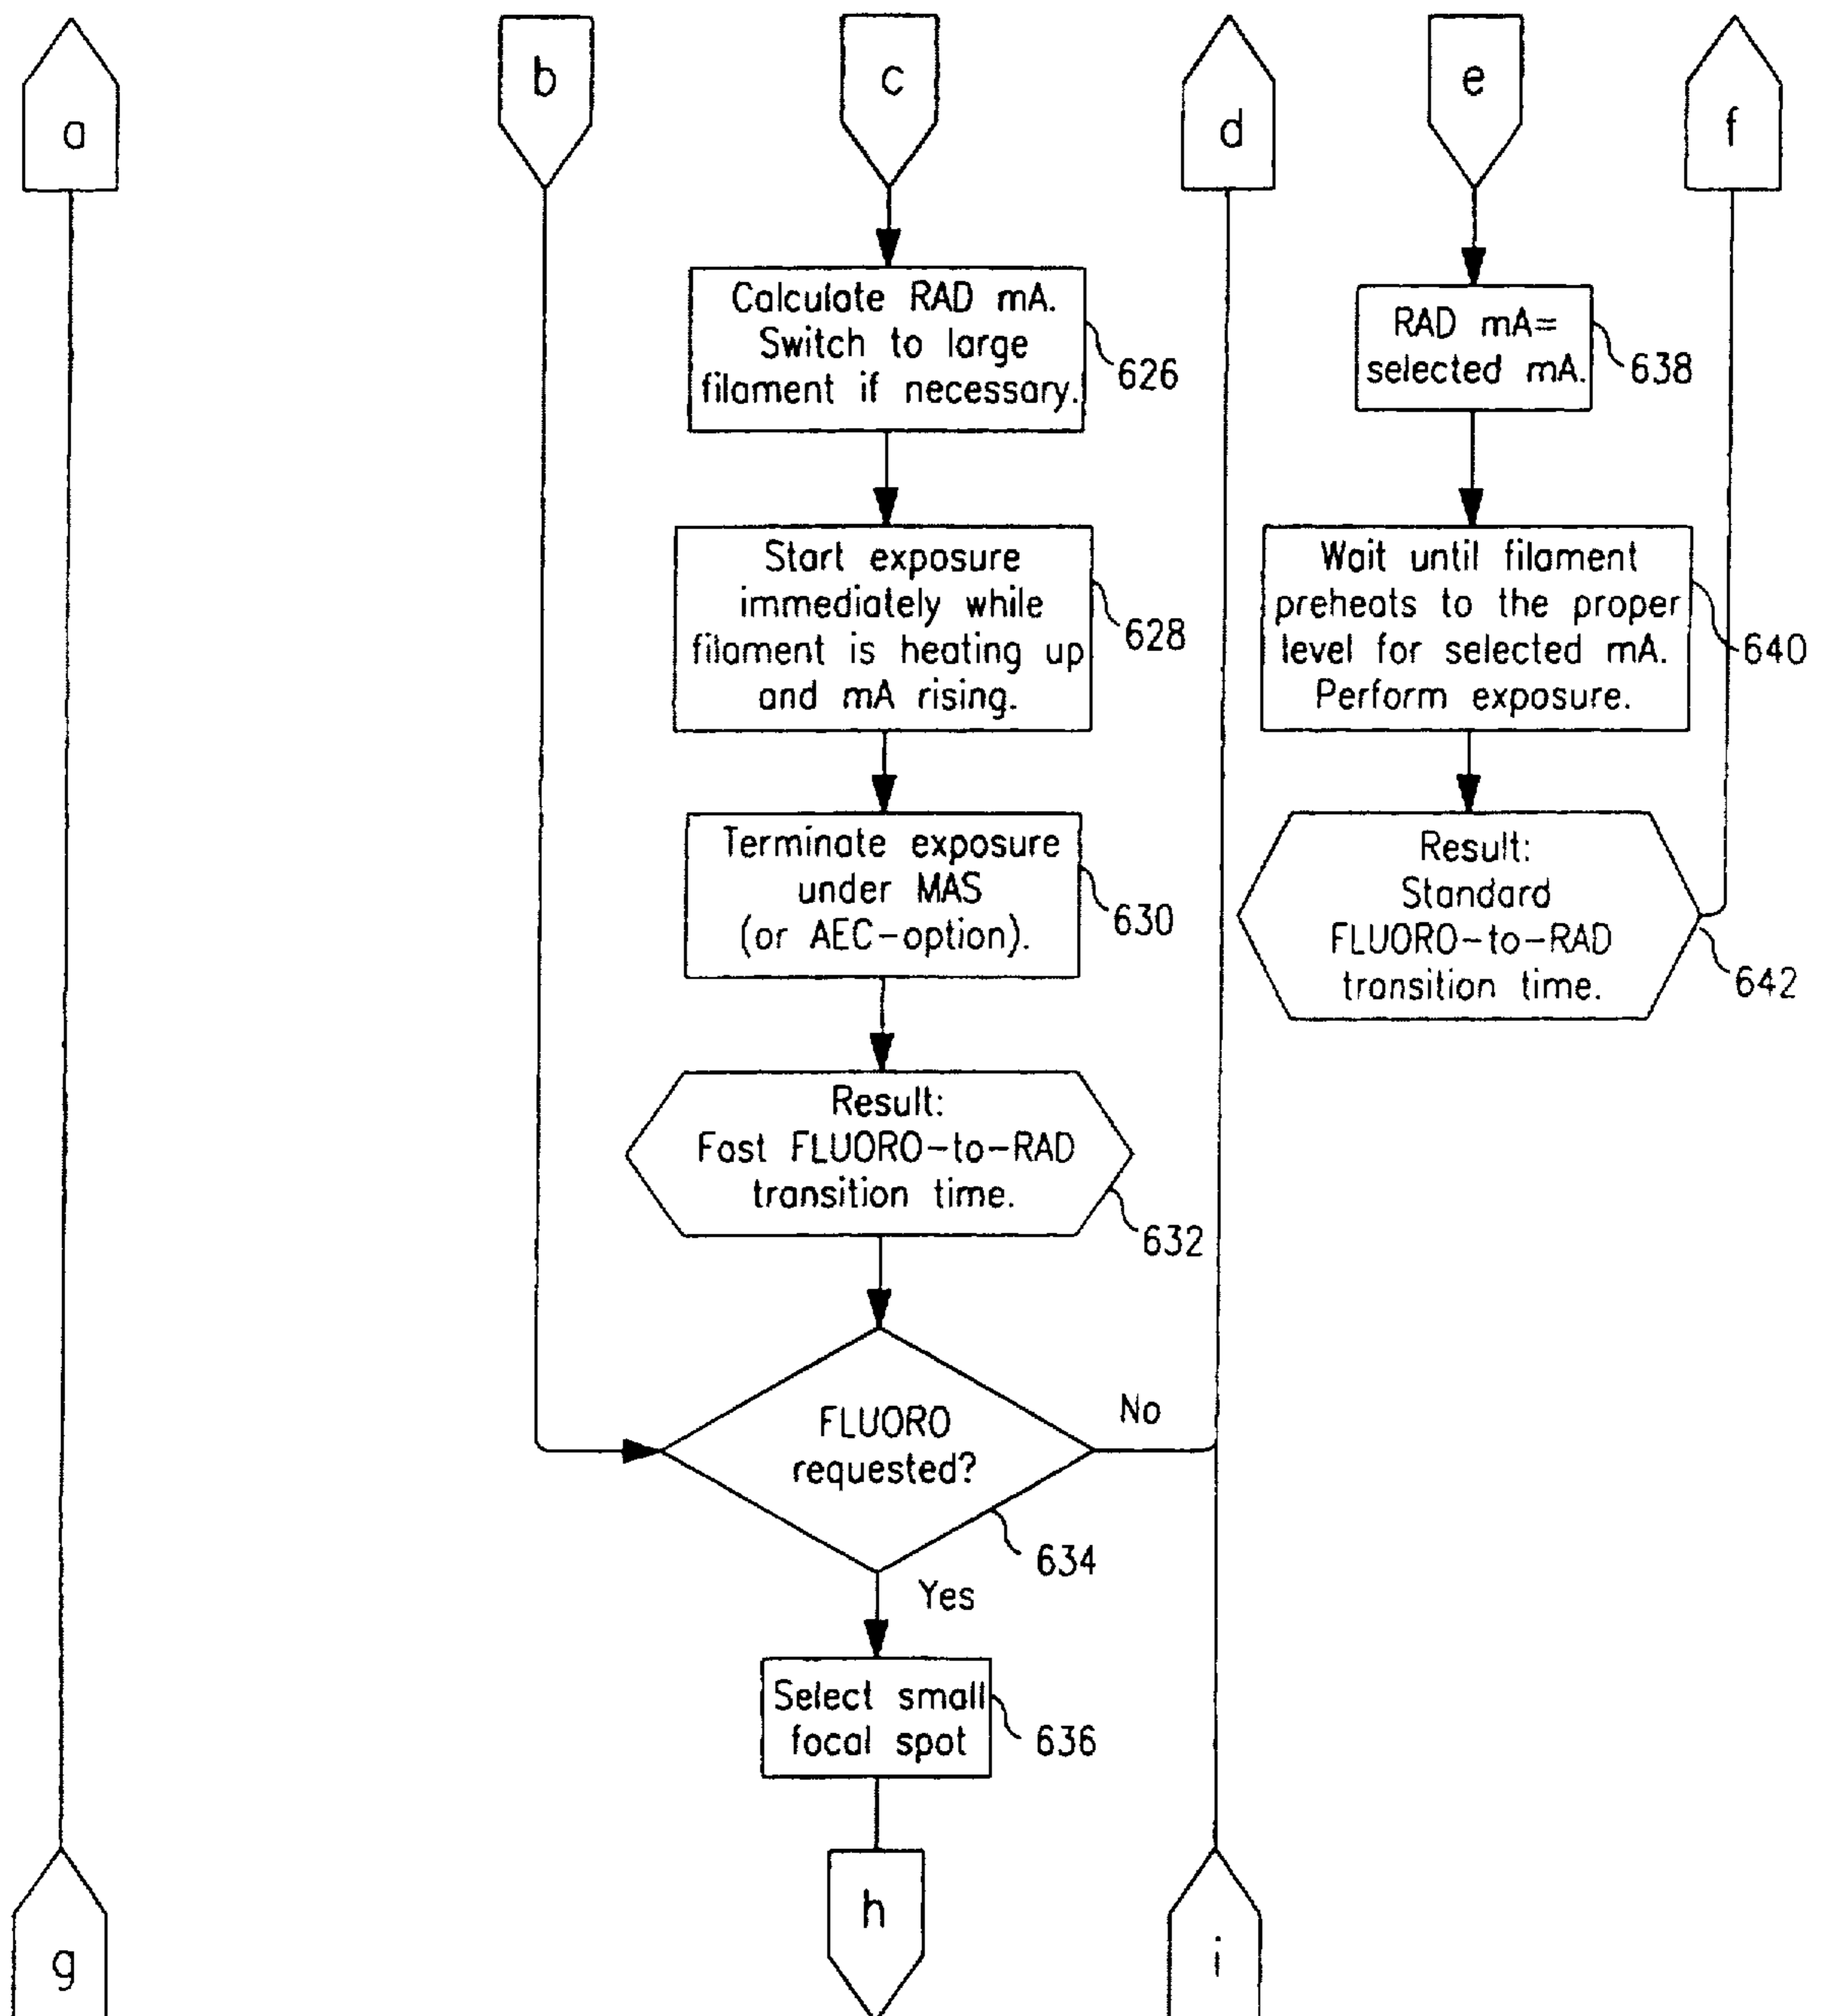 a
b
c
d
e
f
Calculate RAD mA.
Switch to large
filament if necessary.
626
RAD mA=
selected mA.
638
Start exposure
immediately while
filament is heating up
and mA rising.
628
Wait until filament
preheats to the proper
level for selected mA.
Perform exposure.
640
Terminate exposure
under MAS
(or AEC-option).
630
Result:
Standard
FLUORO-to-RAD
transition time.
642
Result:
Fast FLUORO-to-RAD
transition time.
632
FLUORO
requested?
No
634
Yes
Select small
focal spot
636
g
h
i